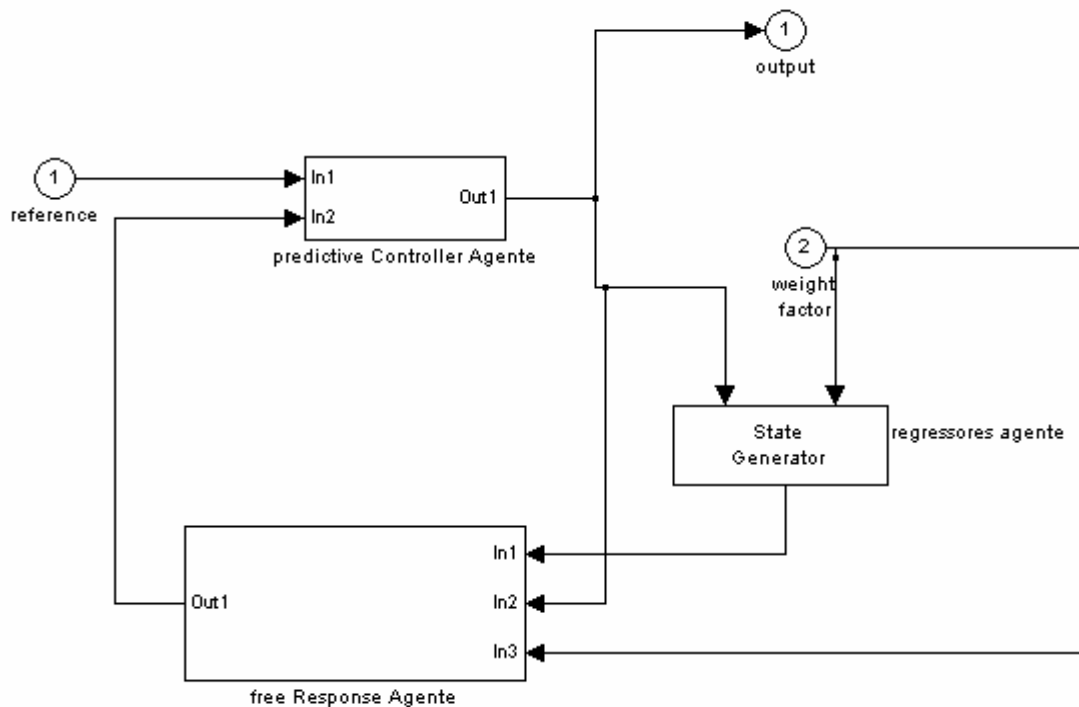 1
output
1
reference
In1
In2
Out1
predictive Controller Agente
2
weight
factor
State
Generator
regressores agente
In1
In2
In3
Out1
free Response Agente